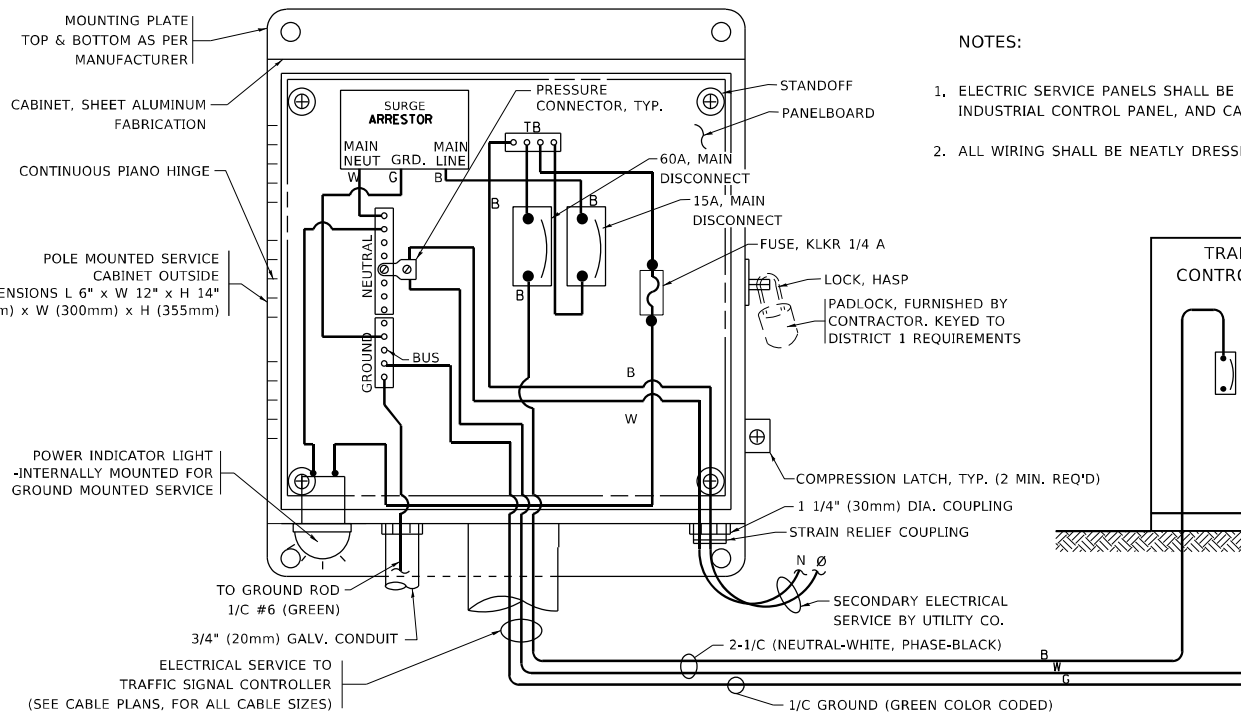 MOUNTING PLATE
TOP & BOTTOM AS PER
MANUFACTURER
CABINET, SHEET ALUMINUM
FABRICATION
CONTINUOUS PIANO HINGE
POLE MOUNTED SERVICE
CABINET OUTSIDE
ENSIONS L 6" x W 12" x H 14"
m) x W (300mm) x H (355mm)
POWER INDICATOR LIGHT
-INTERNALLY MOUNTED FOR
GROUND MOUNTED SERVICE
TO GROUND ROD
1/C #6 (GREEN)
3/4" (20mm) GALV. CONDUIT
ELECTRICAL SERVICE TO
TRAFFIC SIGNAL CONTROLLER
(SEE CABLE PLANS, FOR ALL CABLE SIZES)
SURGE
ARRESTOR
MAIN
NEUT
GRD.
MAIN
LINE
W
G
B
PRESSURE
CONNECTOR, TYP.
TB
B
B
B
NEUTRAL
GROUND
BUS
B
W
STANDOFF
PANELBOARD
60A, MAIN
DISCONNECT
15A, MAIN
DISCONNECT
FUSE, KLKR 1/4 A
LOCK, HASP
PADLOCK, FURNISHED BY
CONTRACTOR. KEYED TO
DISTRICT 1 REQUIREMENTS
COMPRESSION LATCH, TYP. (2 MIN. REQ'D)
1 1/4" (30mm) DIA. COUPLING
STRAIN RELIEF COUPLING
N Ø
SECONDARY ELECTRICAL
SERVICE BY UTILITY CO.
2-1/C (NEUTRAL-WHITE, PHASE-BLACK)
B
W
G
1/C GROUND (GREEN COLOR CODED)
NOTES:
1. ELECTRIC SERVICE PANELS SHALL BE
INDUSTRIAL CONTROL PANEL, AND CA
2. ALL WIRING SHALL BE NEATLY DRESS
TRA
CONTRO